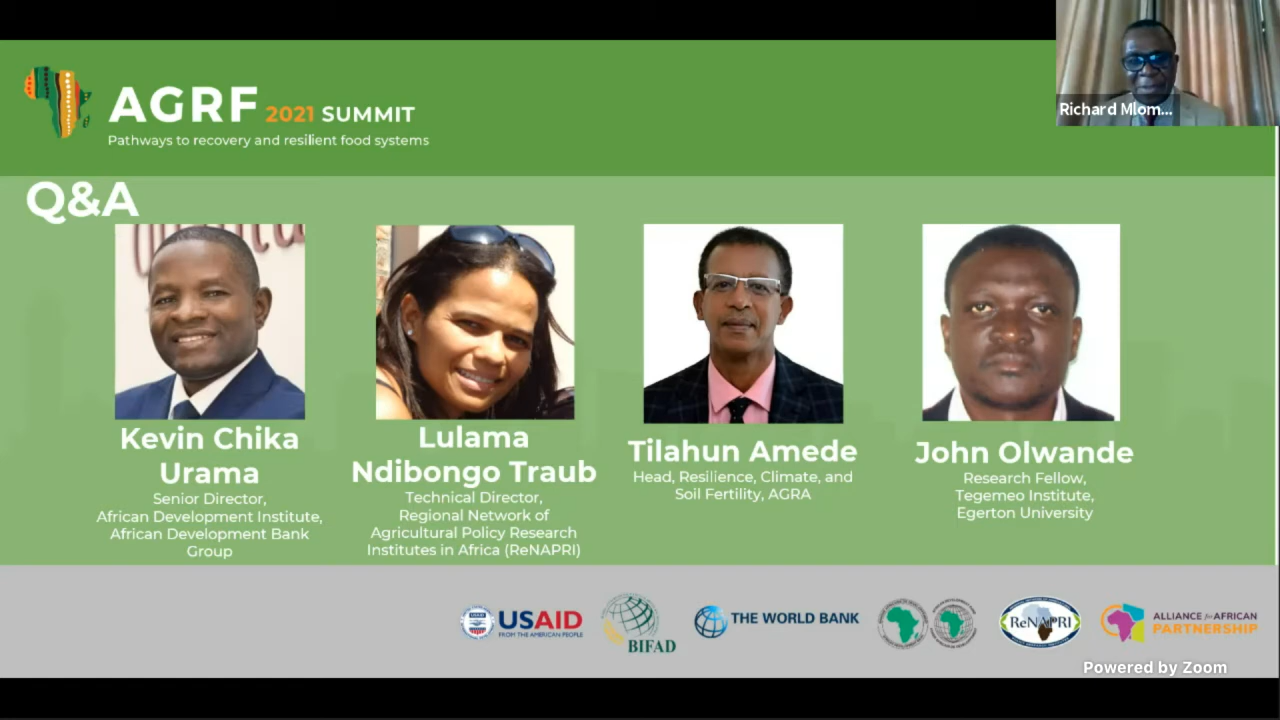 AGRF 2021 SUMMIT
Pathways to recovery and resilient food systems
Richard Mlom...
Q&A
Kevin Chika
Urama
Senior Director,
African Development Institute,
African Development Bank
Group
Lulama
Ndibongo Traub
Technical Director,
Regional Network of
Agricultural Policy Research
Institutes in Africa (ReNAPRI)
Tilahun Amede
Head, Resilience, Climate, and
Soil Fertility, AGRA
John Olwande
Research Fellow,
Tegemeo Institute,
Egerton University
USAID
FROM THE AMERICAN PEOPLE
BIFAD
THE WORLD BANK
ReNAPRI
ALLIANCE for AFRICAN
PARTNERSHIP
Powered by Zoom